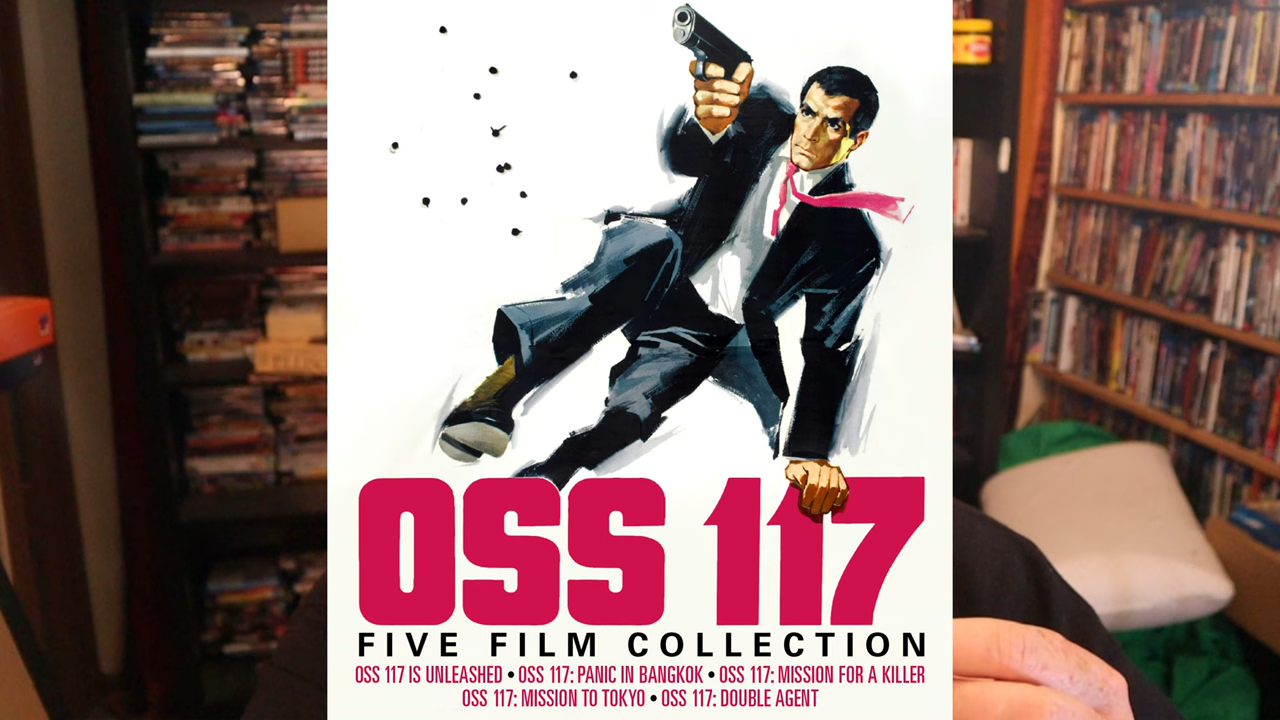 OSS 117
FIVE FILM COLLECTION
OSS 117 IS UNLEASHED • OSS 117: PANIC IN BANGKOK • OSS 117: MISSION FOR A KILLER
OSS 117: MISSION TO TOKYO • OSS 117: DOUBLE AGENT